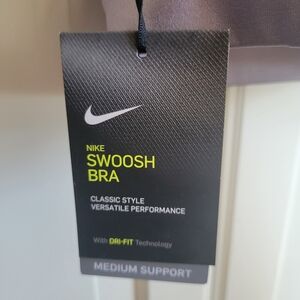 NIKE
SWOOSH
BRA
CLASSIC STYLE
VERSATILE PERFORMANCE
With DRI-FIT Technology
MEDIUM SUPPORT